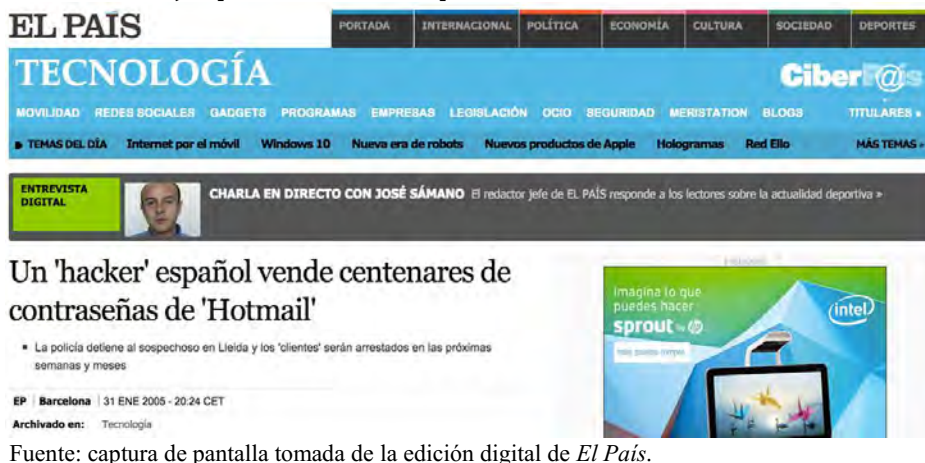 EL PAÍS
PORTADA INTERNACIONAL POLÍTICA ECONOMÍA CULTURA SOCIEDAD DEPORTES
TECNOLOGÍA
CiberP@ís
MOVILIDAD REDES SOCIALES GADGETS PROGRAMAS EMPRESAS LEGISLACIÓN OCIO SEGURIDAD MERISTATION BLOGS TITULARES »
TEMAS DEL DÍA Internet por el móvil Windows 10 Nueva era de robots Nuevos productos de Apple Hologramas Red Ello MÁS TEMAS »
ENTREVISTA
DIGITAL
CHARLA EN DIRECTO CON JOSÉ SÁMANO El redactor jefe de EL PAÍS responde a los lectores sobre la actualidad deportiva »
Un 'hacker' español vende centenares de
contraseñas de 'Hotmail'
La policía detiene al sospechoso en Lleida y los 'clientes' serán arrestados en las próximas
semanas y meses
EP Barcelona 31 ENE 2005 - 20:24 CET
Archivado en: Tecnología
imagina lo que
puedes hacer
sprout by hp
intel
Fuente: captura de pantalla tomada de la edición digital de El País.